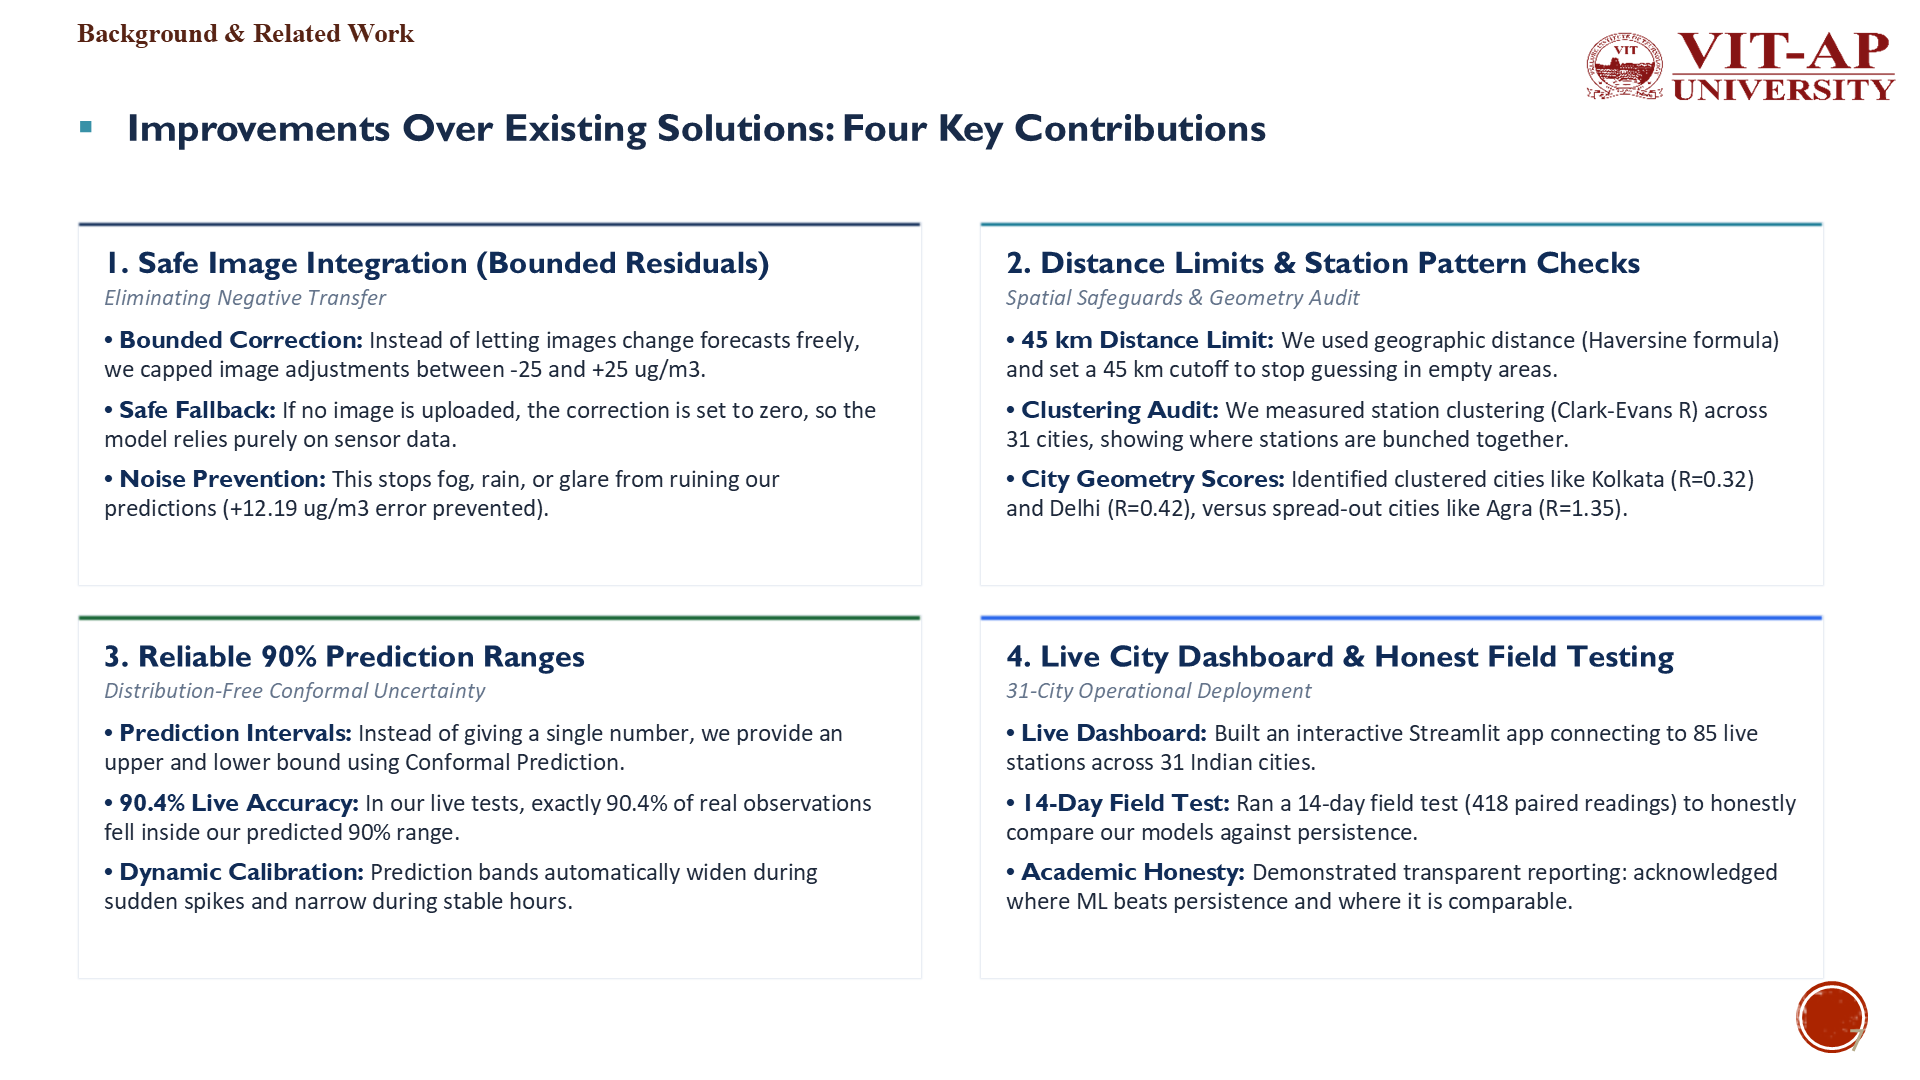 Background & Related Work
VIT
VIT-AP
UNIVERSITY
▪ Improvements Over Existing Solutions: Four Key Contributions
1. Safe Image Integration (Bounded Residuals)
Eliminating Negative Transfer
• Bounded Correction: Instead of letting images change forecasts freely,
we capped image adjustments between -25 and +25 ug/m3.
• Safe Fallback: If no image is uploaded, the correction is set to zero, so the
model relies purely on sensor data.
• Noise Prevention: This stops fog, rain, or glare from ruining our
predictions (+12.19 ug/m3 error prevented).
2. Distance Limits & Station Pattern Checks
Spatial Safeguards & Geometry Audit
• 45 km Distance Limit: We used geographic distance (Haversine formula)
and set a 45 km cutoff to stop guessing in empty areas.
• Clustering Audit: We measured station clustering (Clark-Evans R) across
31 cities, showing where stations are bunched together.
• City Geometry Scores: Identified clustered cities like Kolkata (R=0.32)
and Delhi (R=0.42), versus spread-out cities like Agra (R=1.35).
3. Reliable 90% Prediction Ranges
Distribution-Free Conformal Uncertainty
• Prediction Intervals: Instead of giving a single number, we provide an
upper and lower bound using Conformal Prediction.
• 90.4% Live Accuracy: In our live tests, exactly 90.4% of real observations
fell inside our predicted 90% range.
• Dynamic Calibration: Prediction bands automatically widen during
sudden spikes and narrow during stable hours.
4. Live City Dashboard & Honest Field Testing
31-City Operational Deployment
• Live Dashboard: Built an interactive Streamlit app connecting to 85 live
stations across 31 Indian cities.
• 14-Day Field Test: Ran a 14-day field test (418 paired readings) to honestly
compare our models against persistence.
• Academic Honesty: Demonstrated transparent reporting: acknowledged
where ML beats persistence and where it is comparable.
7